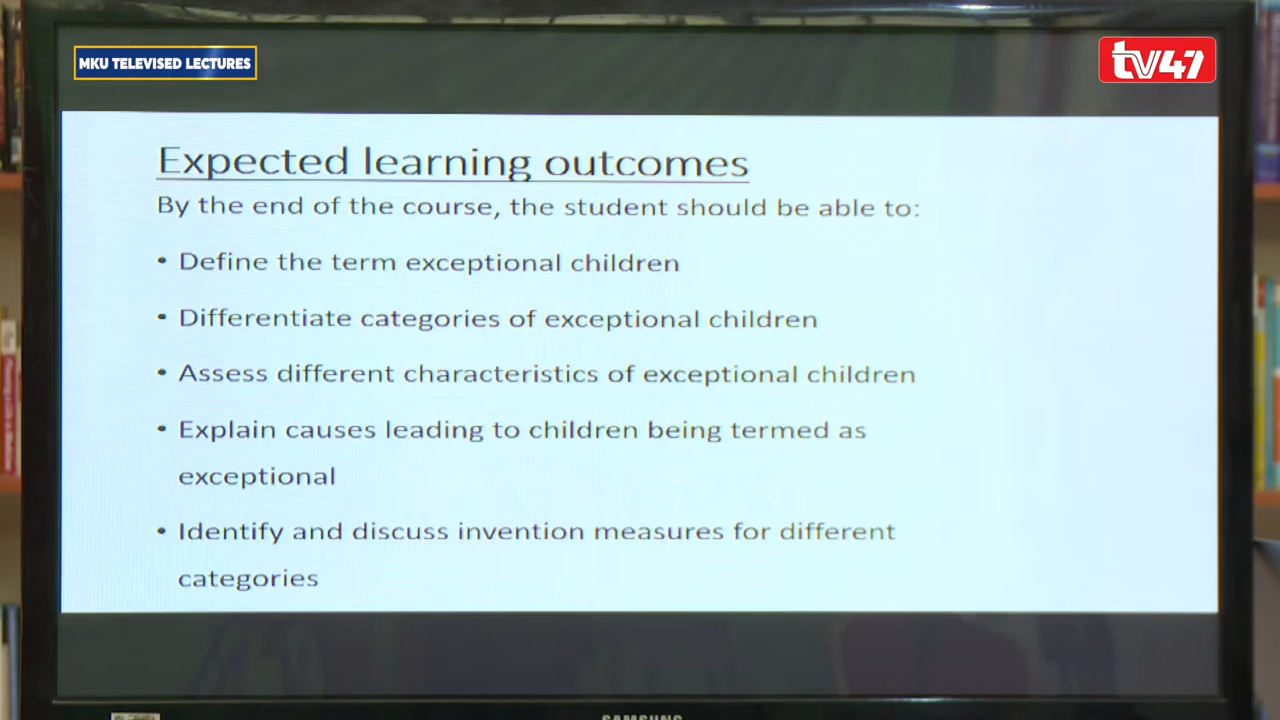 MKU TELEVISED LECTURES
tv47
Expected learning outcomes
By the end of the course, the student should be able to:
• Define the term exceptional children
• Differentiate categories of exceptional children
• Assess different characteristics of exceptional children
• Explain causes leading to children being termed as
exceptional
• Identify and discuss invention measures for different
categories
SAMSUNG